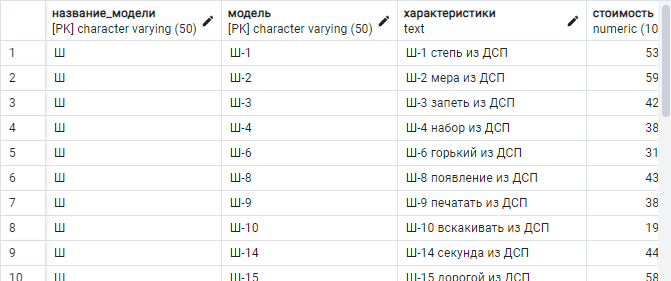 название_модели модель характеристики стоимость
[PK] character varying (50) [PK] character varying (50) text numeric (10
1 Ш Ш-1 Ш-1 степь из ДСП 53
2 Ш Ш-2 Ш-2 мера из ДСП 59
3 Ш Ш-3 Ш-3 запеть из ДСП 42
4 Ш Ш-4 Ш-4 набор из ДСП 38
5 Ш Ш-6 Ш-6 горький из ДСП 31
6 Ш Ш-8 Ш-8 появление из ДСП 43
7 Ш Ш-9 Ш-9 печатать из ДСП 38
8 Ш Ш-10 Ш-10 вскакивать из ДСП 19
9 Ш Ш-14 Ш-14 секунда из ДСП 44
10 Ш Ш-15 Ш-15 дорогой из ДСП 58